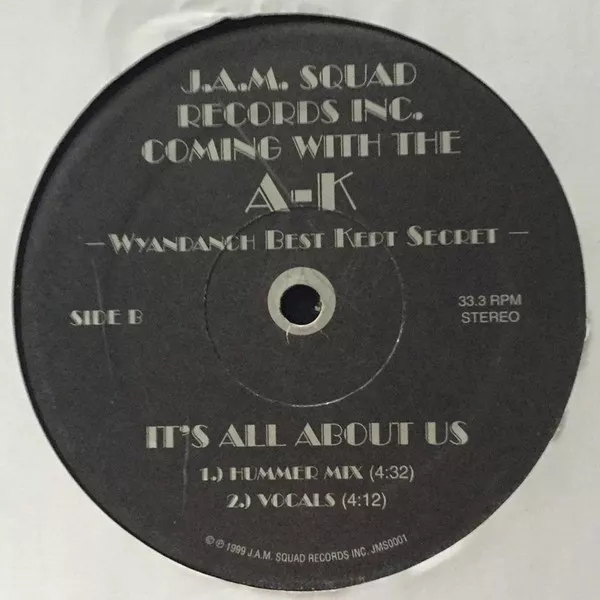 J.A.M. SQUAD
RECORDS INC.
COMING WITH THE
A-K
— WYANDANCH BEST KEPT SECRET —
SIDE B
33.3 RPM
STEREO
IT'S ALL ABOUT US
1.) HUMMER MIX (4:32)
2.) VOCALS (4:12)
© ℗ 1999 J.A.M. SQUAD RECORDS INC. JMS0001